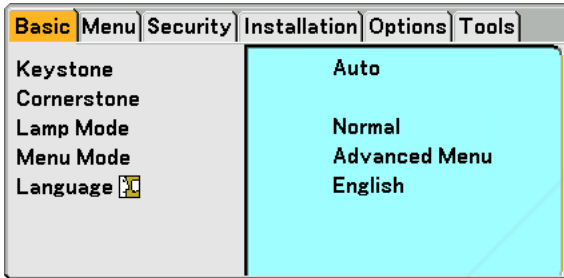 Basic Menu Security Installation Options Tools
Keystone Auto
Cornerstone
Lamp Mode Normal
Menu Mode Advanced Menu
Language English